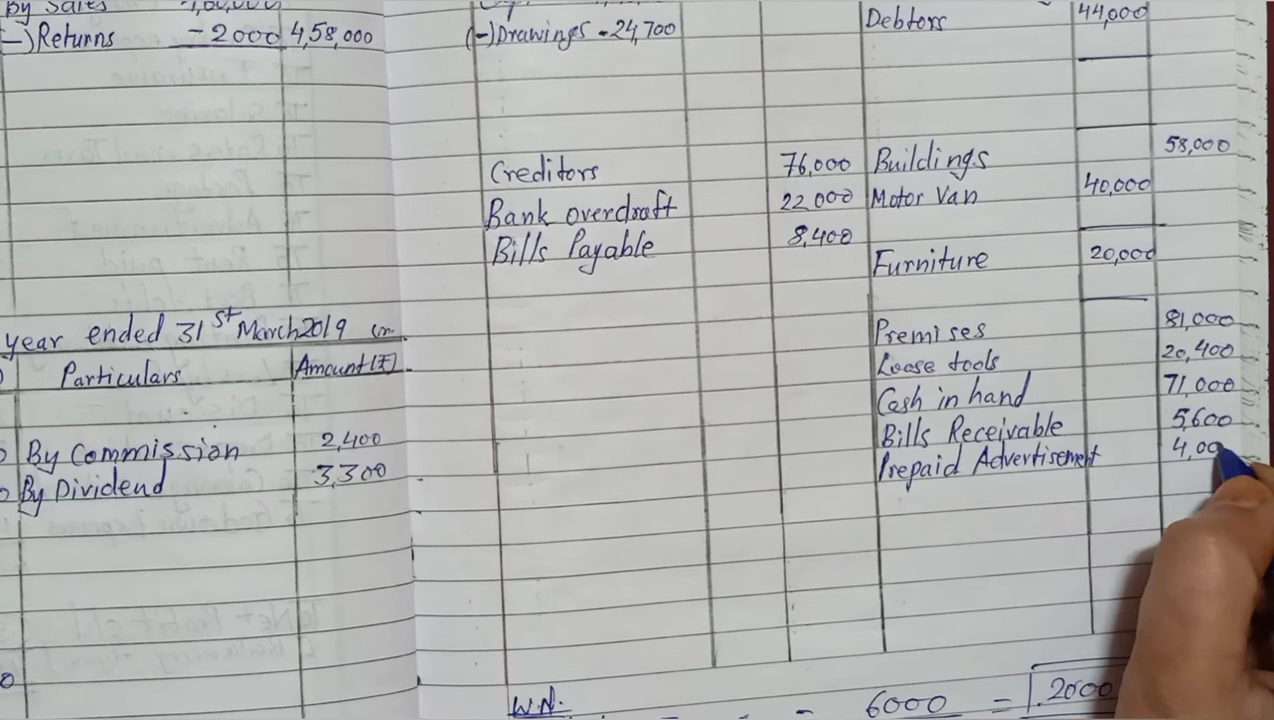 By Sales
(-) Returns -2000 4,58,000
year ended 31st March 2019
Particulars Amount(₹)
By Commission 2,400
By Dividend 3,300
(-) Drawings - 24,700
Creditors 76,000
Bank overdraft 22000
Bills Payable 8,400
Debtors 44,000
Buildings 58,000
Motor Van 40,000
Furniture 20,000
Premises 81,000
Loose tools 20,400
Cash in hand 71,000
Bills Receivable 5,600
Prepaid Advertisement 4,00
W.N.
- 6000 = 2000